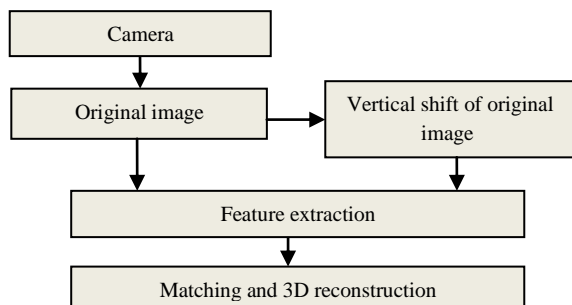 Camera
Original image
Vertical shift of original
image
Feature extraction
Matching and 3D reconstruction